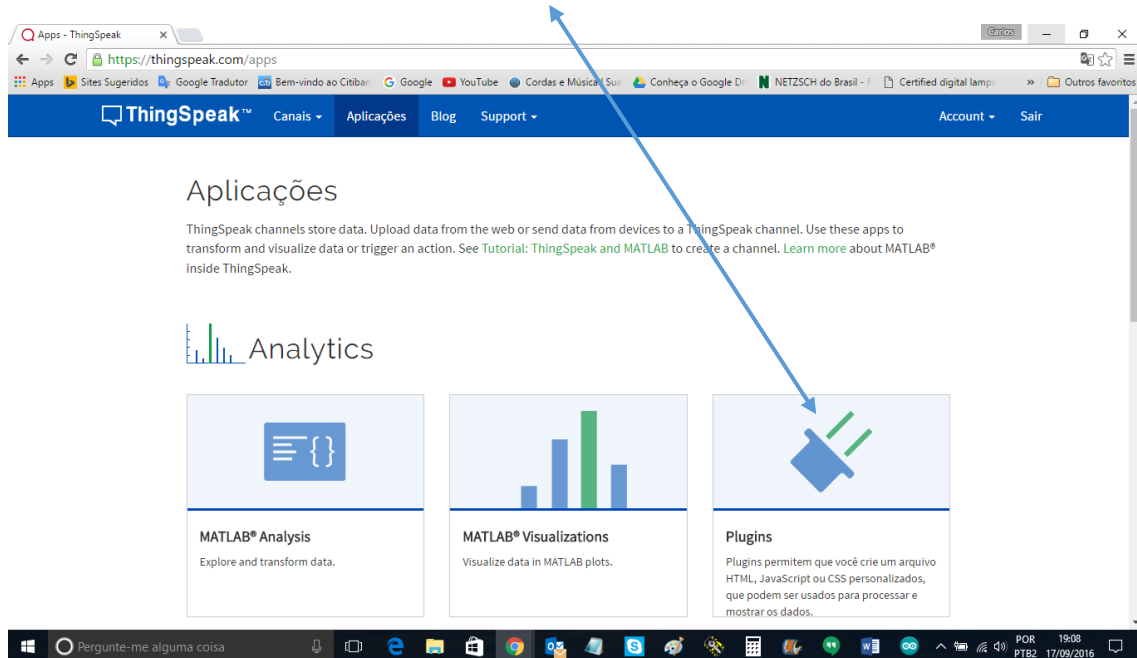 Apps - ThingSpeak
Carlos
https://thingspeak.com/apps
Apps Sites Sugeridos Google Tradutor Bem-vindo ao Citiban Google YouTube Cordas e Música | Sua Conheça o Google Dri NETZSCH do Brasil - F Certified digital lamps » Outros favoritos
ThingSpeak™ Canais Aplicações Blog Support Account Sair
Aplicações
ThingSpeak channels store data. Upload data from the web or send data from devices to a ThingSpeak channel. Use these apps to
transform and visualize data or trigger an action. See Tutorial: ThingSpeak and MATLAB to create a channel. Learn more about MATLAB®
inside ThingSpeak.
Analytics
MATLAB® Analysis
Explore and transform data.
MATLAB® Visualizations
Visualize data in MATLAB plots.
Plugins
Plugins permitem que você crie um arquivo
HTML, JavaScript ou CSS personalizados,
que podem ser usados para processar e
mostrar os dados.
Pergunte-me alguma coisa
POR 19:08
PTB2 17/09/2016